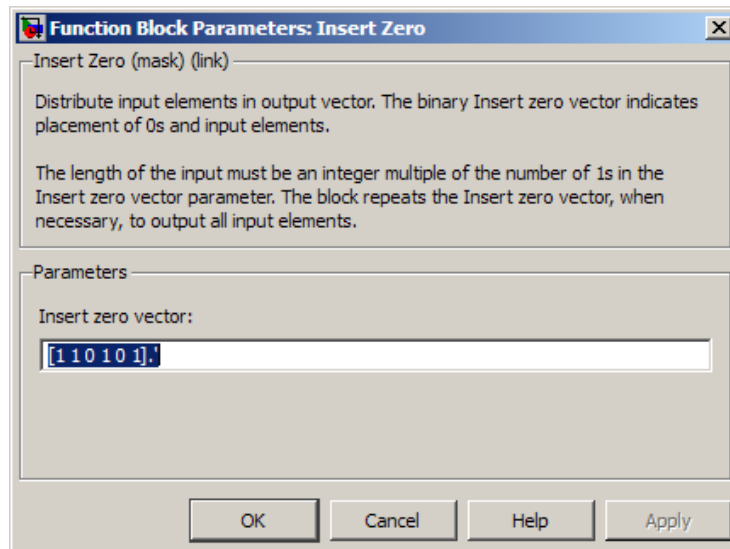 Function Block Parameters: Insert Zero
Insert Zero (mask) (link)
Distribute input elements in output vector. The binary Insert zero vector indicates
placement of 0s and input elements.
The length of the input must be an integer multiple of the number of 1s in the
Insert zero vector parameter. The block repeats the Insert zero vector, when
necessary, to output all input elements.
Parameters
Insert zero vector:
[1 1 0 1 0 1].'
OK Cancel Help Apply